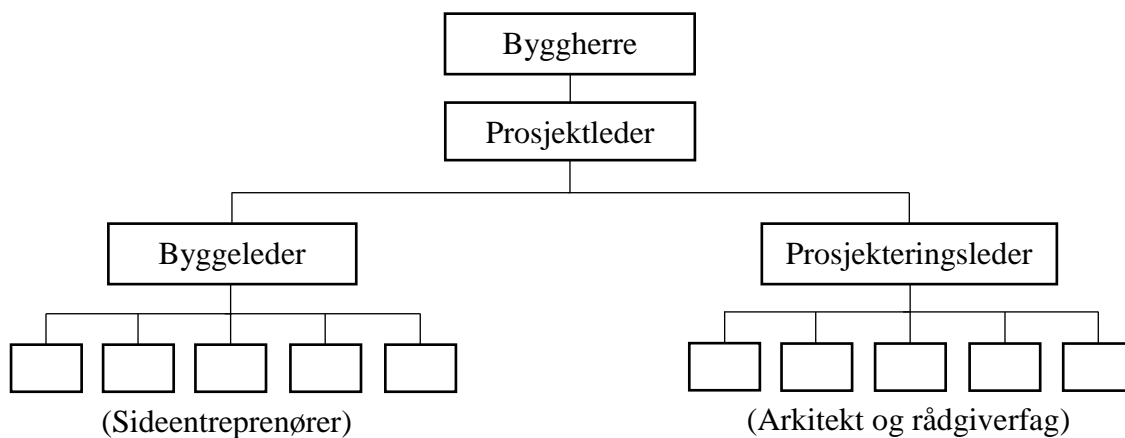 Byggherre
Prosjektleder
Byggeleder
Prosjekteringsleder
(Sideentreprenører)
(Arkitekt og rådgiverfag)